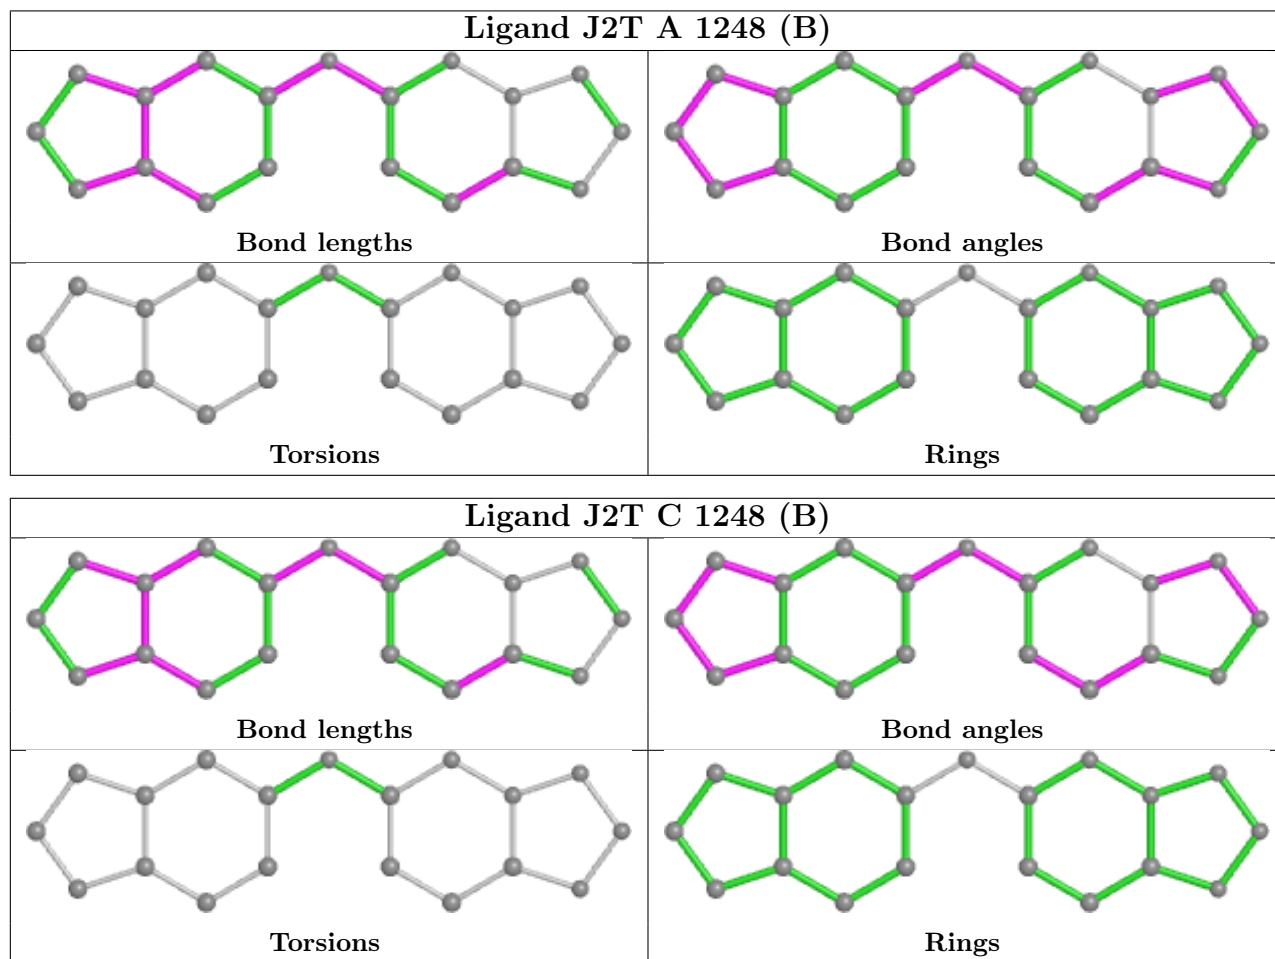 Ligand J2T A 1248 (B)
Bond lengths
Bond angles
Torsions
Rings
Ligand J2T C 1248 (B)
Bond lengths
Bond angles
Torsions
Rings